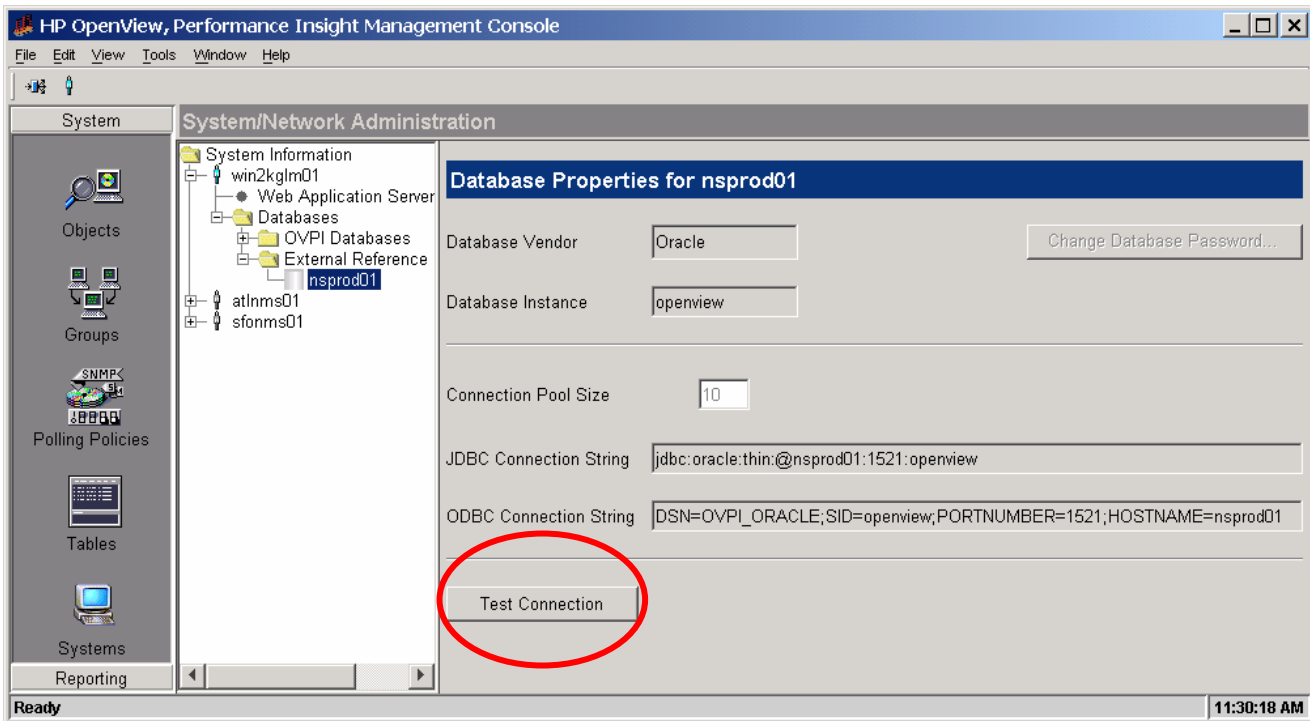 HP OpenView, Performance Insight Management Console
File Edit View Tools Window Help
System
System/Network Administration
Objects
Groups
SNMP
Polling Policies
Tables
Systems
Reporting
System Information
win2kglm01
Web Application Server
Databases
OVPI Databases
External Reference
nsprod01
atlnms01
sfonms01
Database Properties for nsprod01
Database Vendor Oracle Change Database Password...
Database Instance openview
Connection Pool Size 10
JDBC Connection String jdbc:oracle:thin:@nsprod01:1521:openview
ODBC Connection String DSN=OVPI_ORACLE;SID=openview;PORTNUMBER=1521;HOSTNAME=nsprod01
Test Connection
Ready 11:30:18 AM